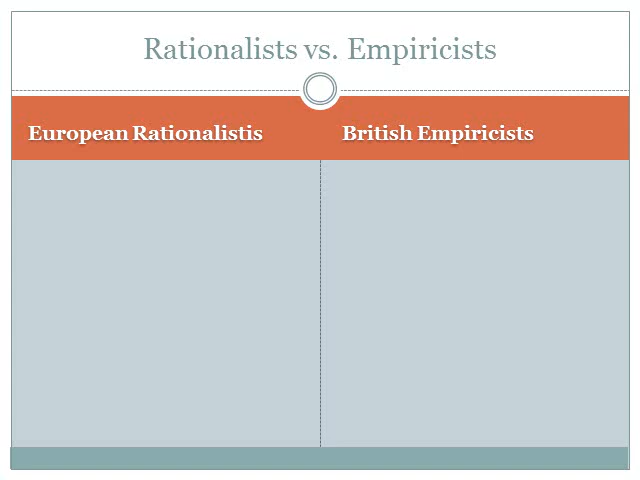 Rationalists vs. Empiricists
European Rationalistis
British Empiricists